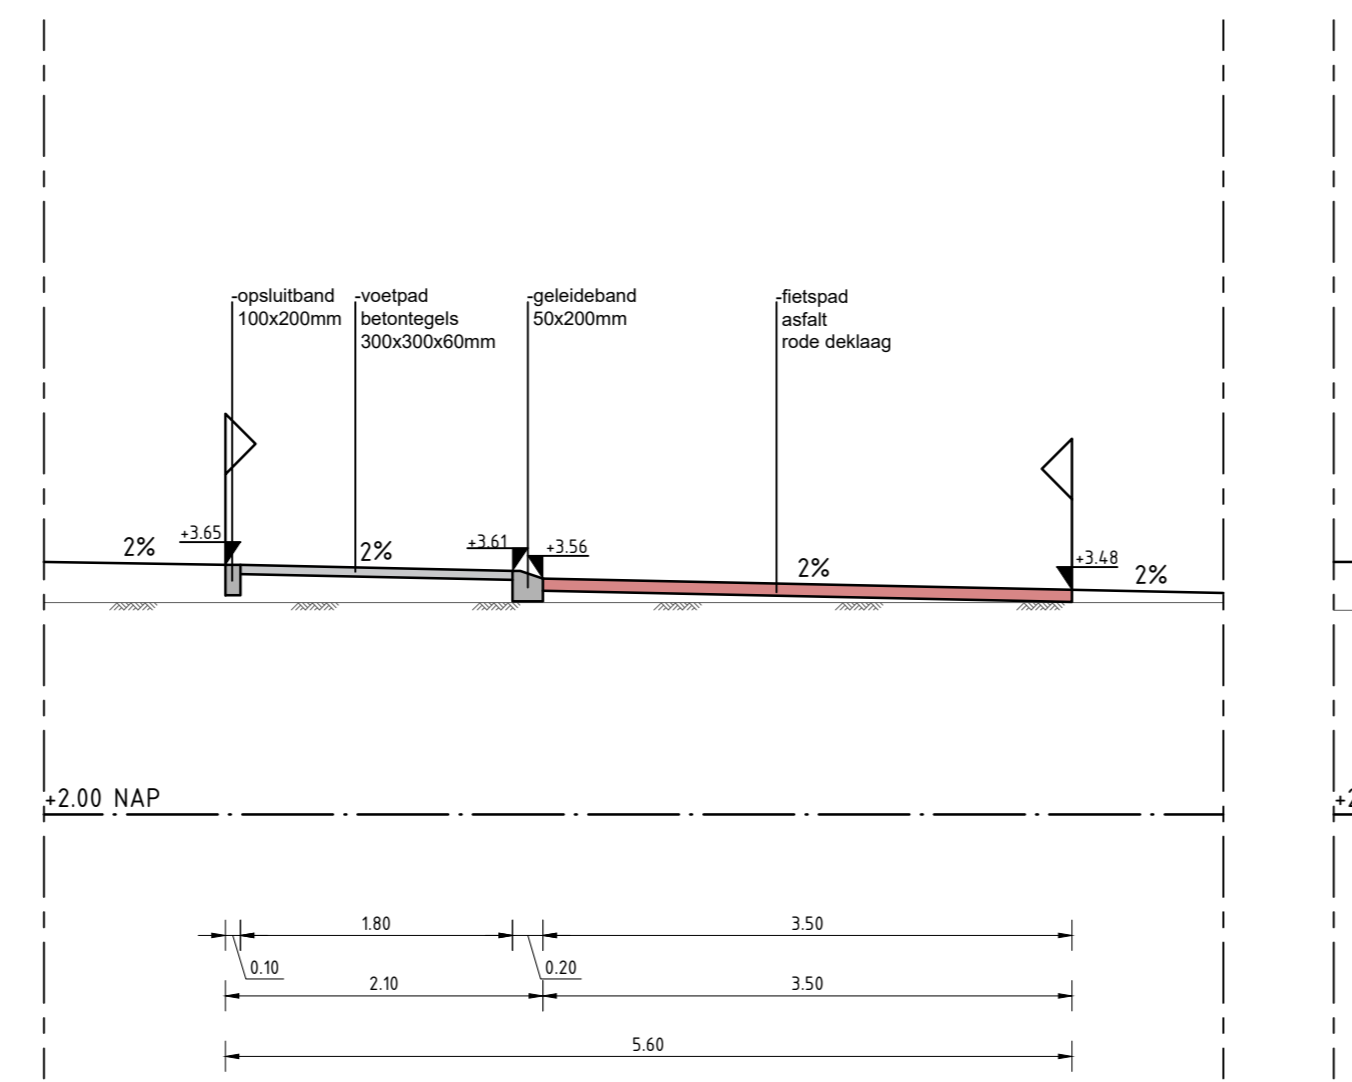 -opsluitband
100x200mm
-voetpad
betontegels
300x300x60mm
-geleideband
50x200mm
-fietspad
asfalt
rode deklaag
2%
+3.65
2%
+3.61
+3.56
2%
+3.48
2%
+2.00 NAP
1.80
3.50
0.10
0.20
2.10
3.50
5.60